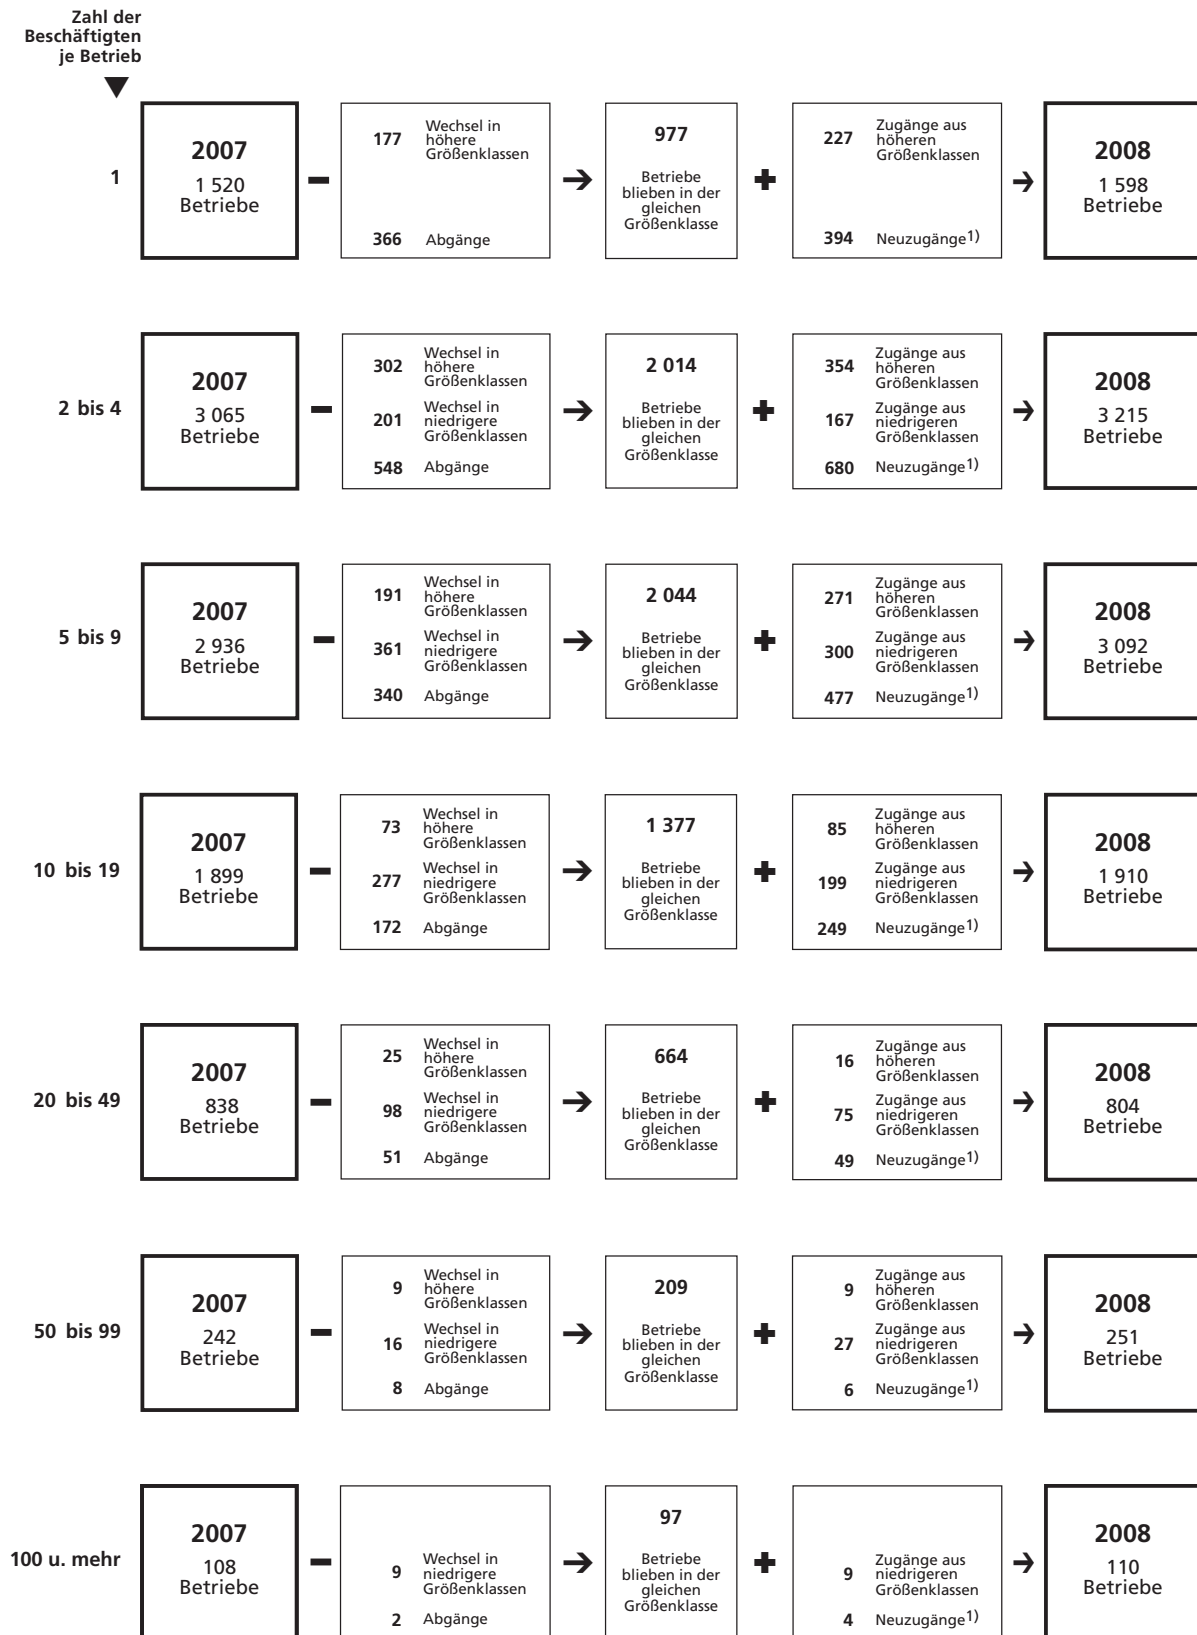 Zahl der
Beschäftigten
je Betrieb
1
2007
1 520
Betriebe
177 Wechsel in
höhere
Größenklassen
366 Abgänge
977
Betriebe
blieben in der
gleichen
Größenklasse
227 Zugänge aus
höheren
Größenklassen
394 Neuzugänge1)
2008
1 598
Betriebe
2 bis 4
2007
3 065
Betriebe
302 Wechsel in
höhere
Größenklassen
201 Wechsel in
niedrigere
Größenklassen
548 Abgänge
2 014
Betriebe
blieben in der
gleichen
Größenklasse
354 Zugänge aus
höheren
Größenklassen
167 Zugänge aus
niedrigeren
Größenklassen
680 Neuzugänge1)
2008
3 215
Betriebe
5 bis 9
2007
2 936
Betriebe
191 Wechsel in
höhere
Größenklassen
361 Wechsel in
niedrigere
Größenklassen
340 Abgänge
2 044
Betriebe
blieben in der
gleichen
Größenklasse
271 Zugänge aus
höheren
Größenklassen
300 Zugänge aus
niedrigeren
Größenklassen
477 Neuzugänge1)
2008
3 092
Betriebe
10 bis 19
2007
1 899
Betriebe
73 Wechsel in
höhere
Größenklassen
277 Wechsel in
niedrigere
Größenklassen
172 Abgänge
1 377
Betriebe
blieben in der
gleichen
Größenklasse
85 Zugänge aus
höheren
Größenklassen
199 Zugänge aus
niedrigeren
Größenklassen
249 Neuzugänge1)
2008
1 910
Betriebe
20 bis 49
2007
838
Betriebe
25 Wechsel in
höhere
Größenklassen
98 Wechsel in
niedrigere
Größenklassen
51 Abgänge
664
Betriebe
blieben in der
gleichen
Größenklasse
16 Zugänge aus
höheren
Größenklassen
75 Zugänge aus
niedrigeren
Größenklassen
49 Neuzugänge1)
2008
804
Betriebe
50 bis 99
2007
242
Betriebe
9 Wechsel in
höhere
Größenklassen
16 Wechsel in
niedrigere
Größenklassen
8 Abgänge
209
Betriebe
blieben in der
gleichen
Größenklasse
9 Zugänge aus
höheren
Größenklassen
27 Zugänge aus
niedrigeren
Größenklassen
6 Neuzugänge1)
2008
251
Betriebe
100 u. mehr
2007
108
Betriebe
9 Wechsel in
niedrigere
Größenklassen
2 Abgänge
97
Betriebe
blieben in der
gleichen
Größenklasse
9 Zugänge aus
niedrigeren
Größenklassen
4 Neuzugänge1)
2008
110
Betriebe